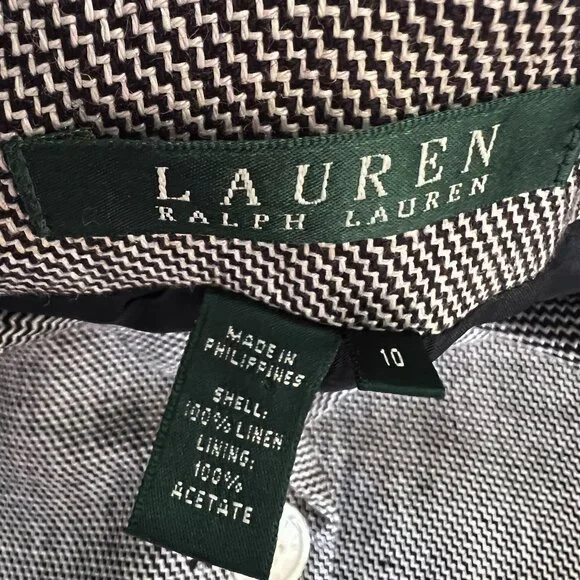 LAUREN
RALPH LAUREN
10
MADE IN
PHILIPPINES
SHELL:
100% LINEN
LINING:
100%
ACETATE